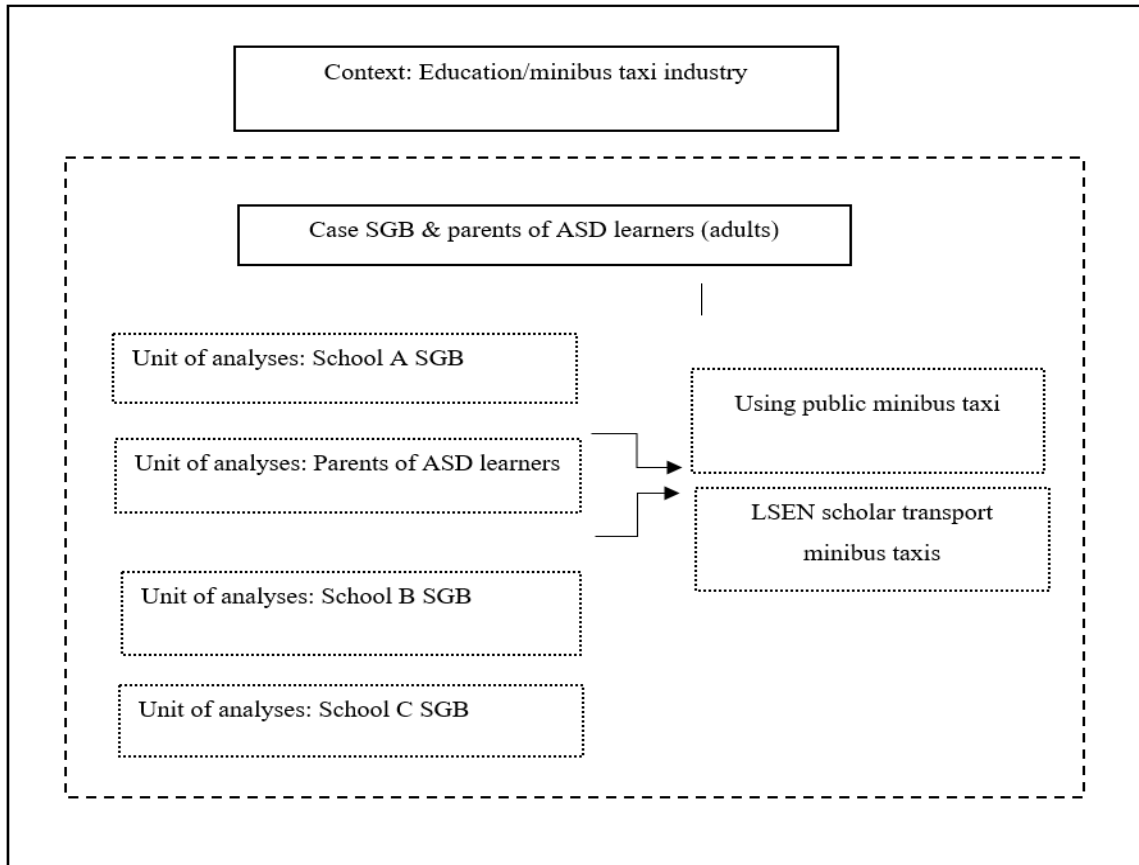 Context: Education/minibus taxi industry
Case SGB & parents of ASD learners (adults)
Unit of analyses: School A SGB
Unit of analyses: Parents of ASD learners
Unit of analyses: School B SGB
Unit of analyses: School C SGB
Using public minibus taxi
LSEN scholar transport
minibus taxis